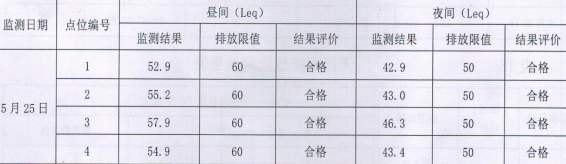 监测日期 点位编号 昼间（Leq） 夜间（Leq）
监测结果 排放限值 结果评价 监测结果 排放限值 结果评价
5月25日 1 52.9 60 合格 42.9 50 合格
2 55.2 60 合格 43.0 50 合格
3 57.9 60 合格 46.3 50 合格
4 54.9 60 合格 43.4 50 合格